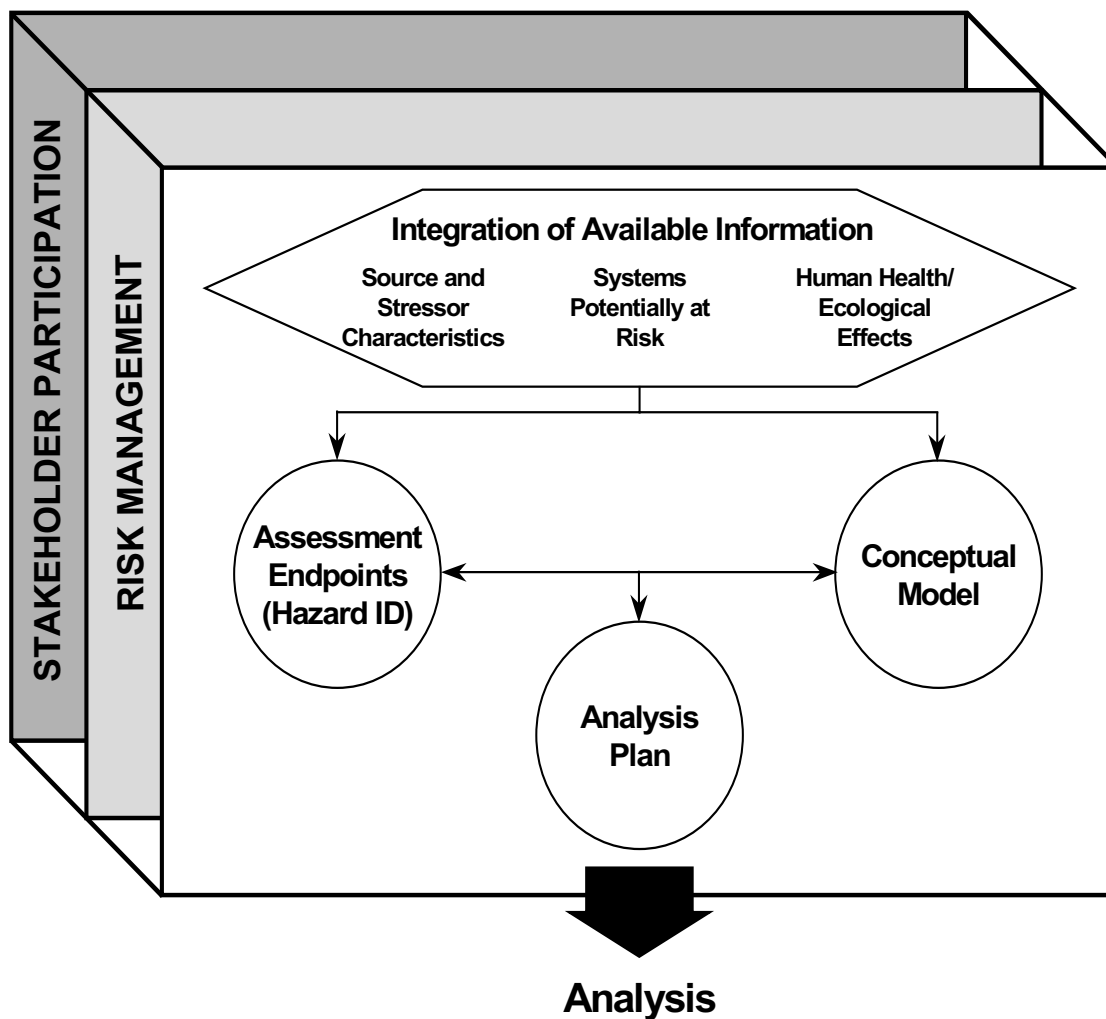 STAKEHOLDER PARTICIPATION
RISK MANAGEMENT
Integration of Available Information
Source and
Stressor
Characteristics
Systems
Potentially at
Risk
Human Health/
Ecological
Effects
Assessment
Endpoints
(Hazard ID)
Conceptual
Model
Analysis
Plan
Analysis